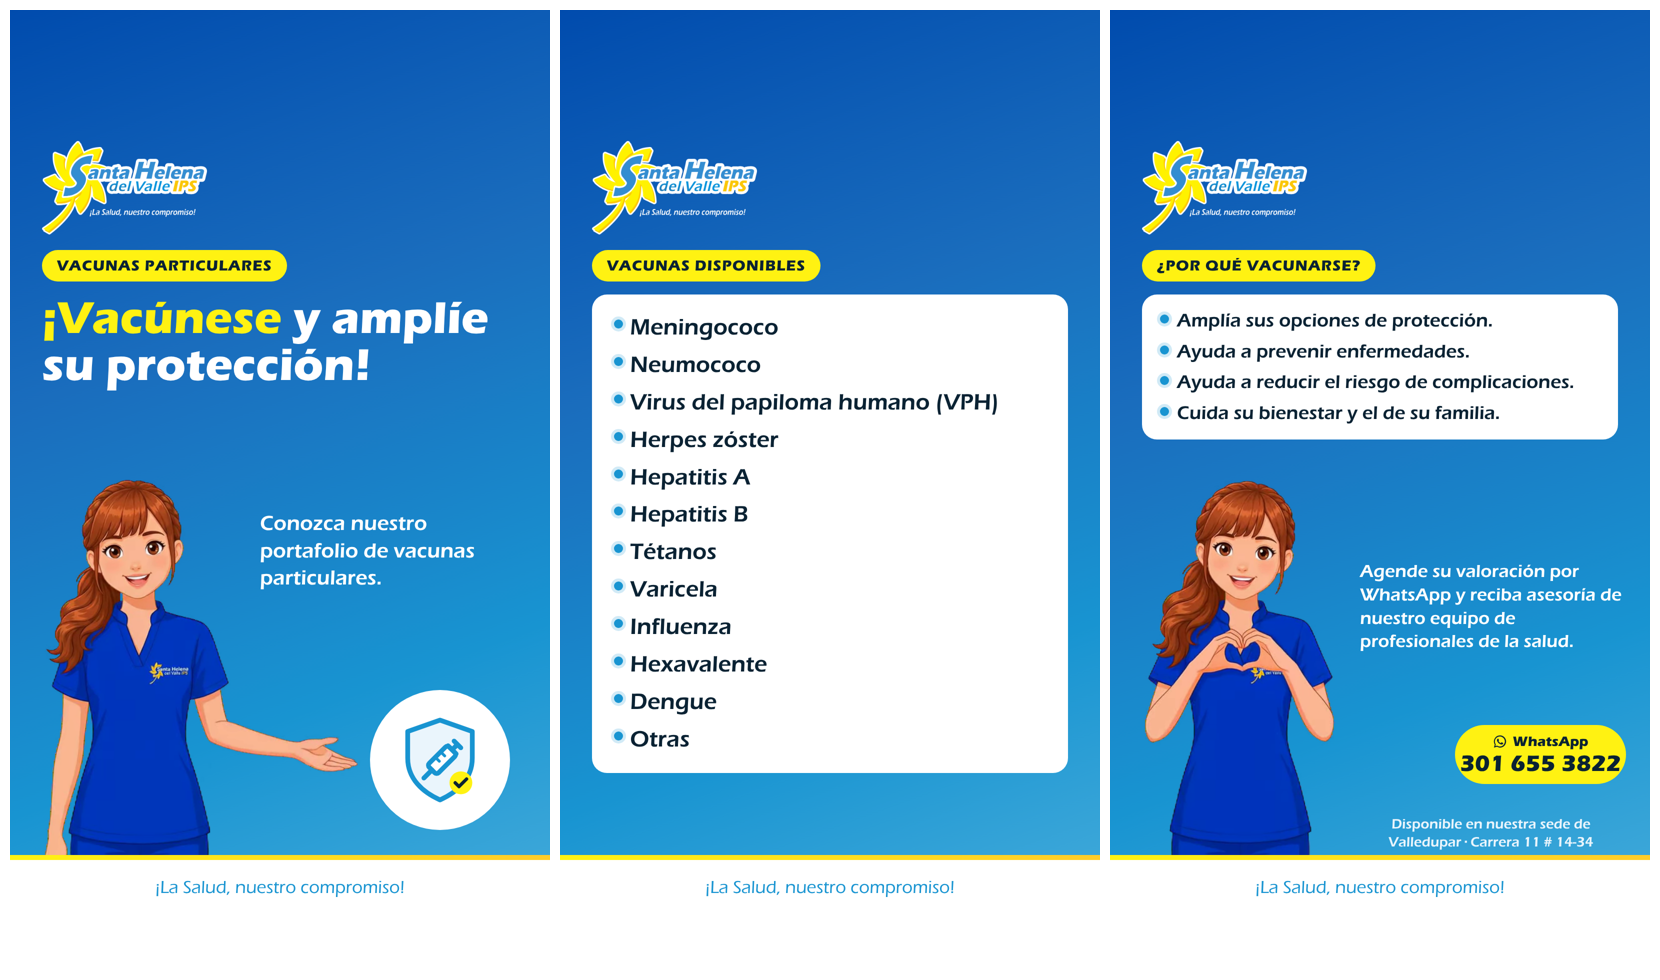 Santa Helena
del Valle IPS
¡La Salud, nuestro compromiso!
VACUNAS PARTICULARES
¡Vacúnese y amplíe
su protección!
Conozca nuestro
portafolio de vacunas
particulares.
Santa Helena
del Valle IPS
¡La Salud, nuestro compromiso!
Santa Helena
del Valle IPS
¡La Salud, nuestro compromiso!
VACUNAS DISPONIBLES
Meningococo
Neumococo
Virus del papiloma humano (VPH)
Herpes zóster
Hepatitis A
Hepatitis B
Tétanos
Varicela
Influenza
Hexavalente
Dengue
Otras
¡La Salud, nuestro compromiso!
Santa Helena
del Valle IPS
¡La Salud, nuestro compromiso!
¿POR QUÉ VACUNARSE?
Amplía sus opciones de protección.
Ayuda a prevenir enfermedades.
Ayuda a reducir el riesgo de complicaciones.
Cuida su bienestar y el de su familia.
Agende su valoración por
WhatsApp y reciba asesoría de
nuestro equipo de
profesionales de la salud.
WhatsApp
301 655 3822
Disponible en nuestra sede de
Valledupar · Carrera 11 # 14-34
¡La Salud, nuestro compromiso!